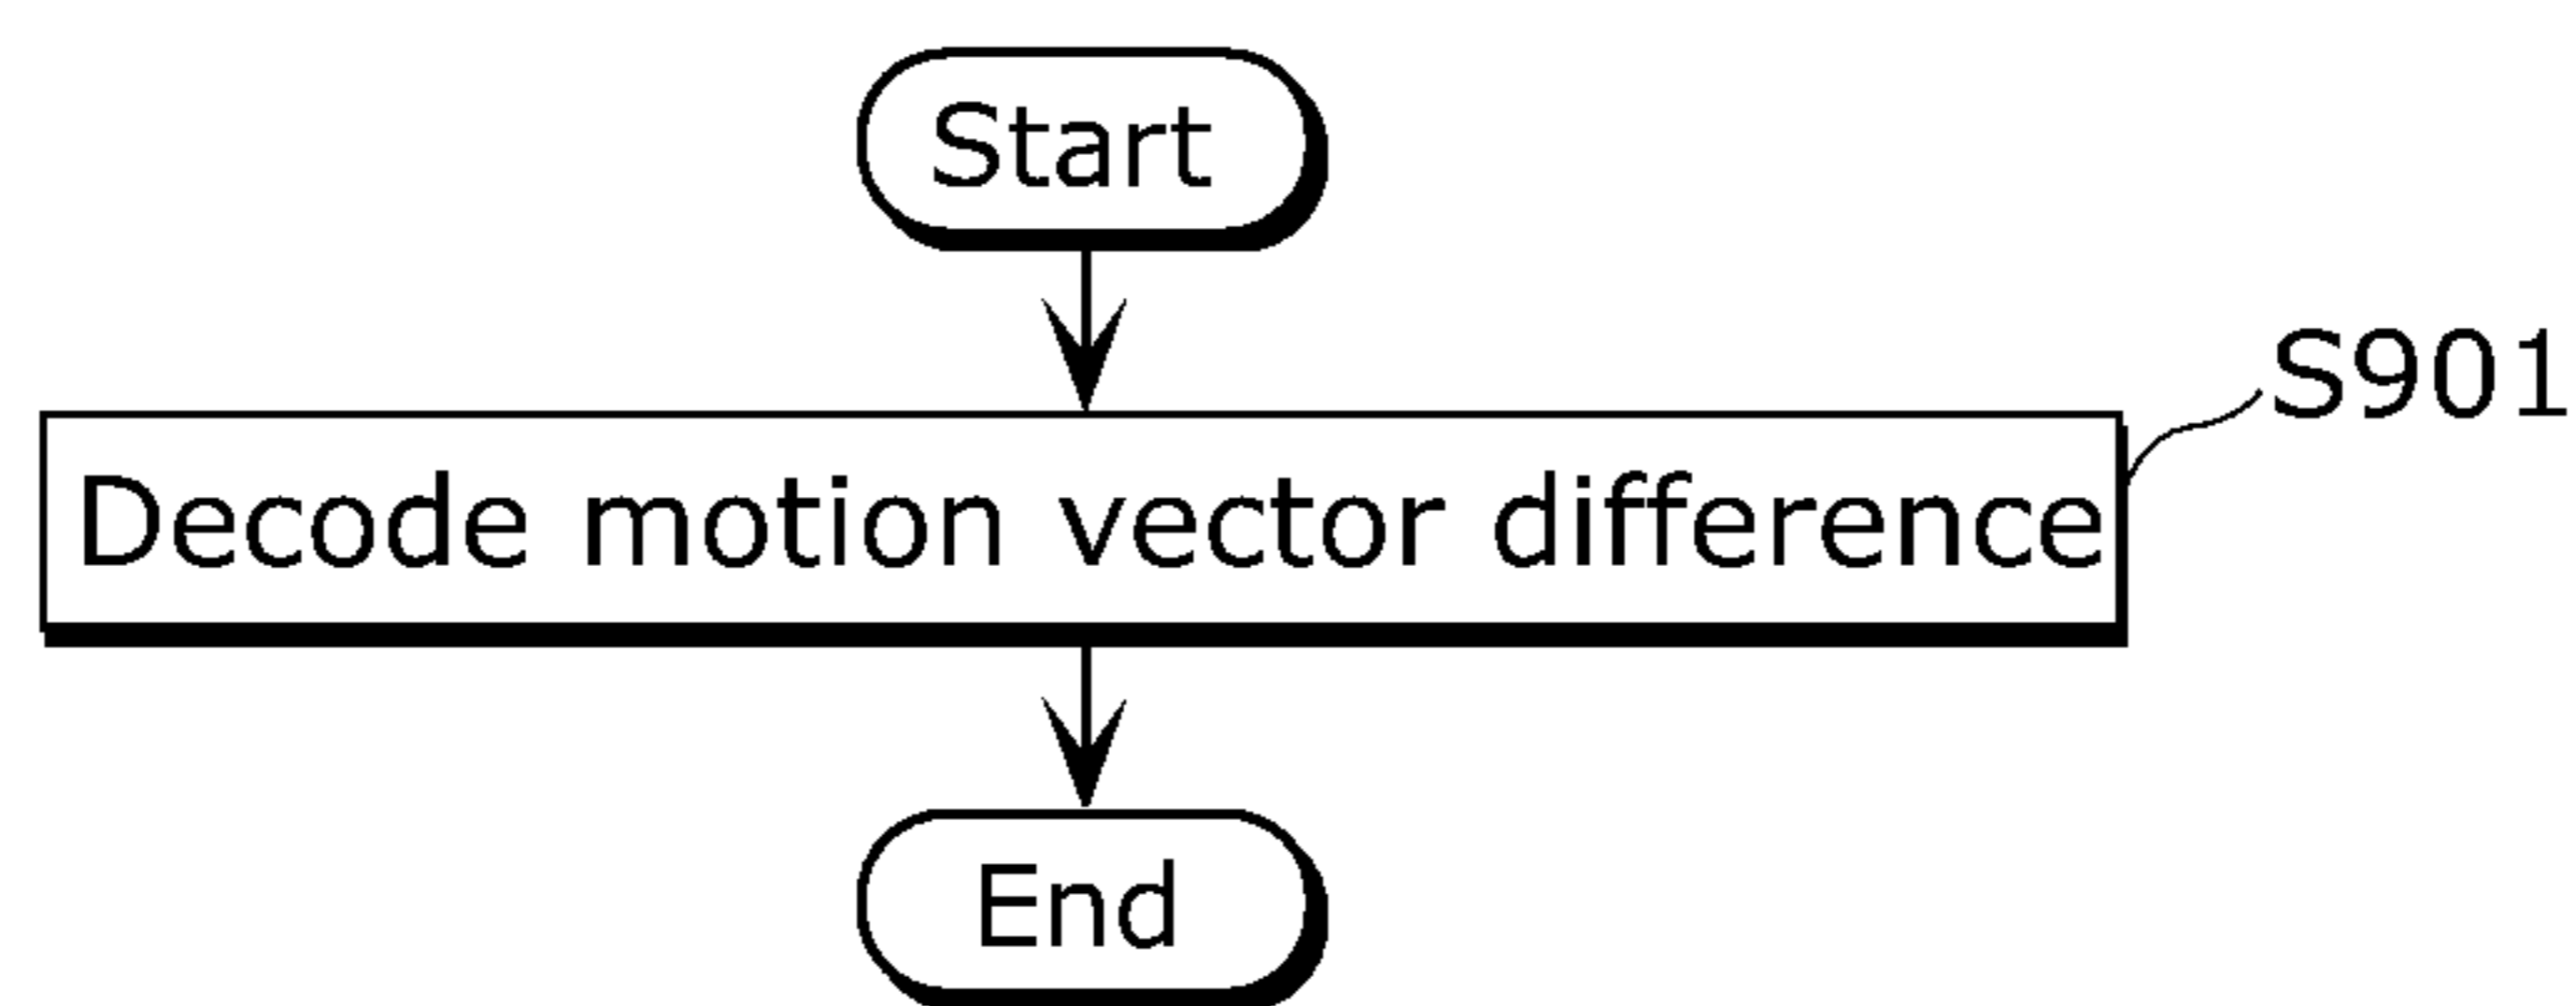 Start
S901
Decode motion vector difference
End